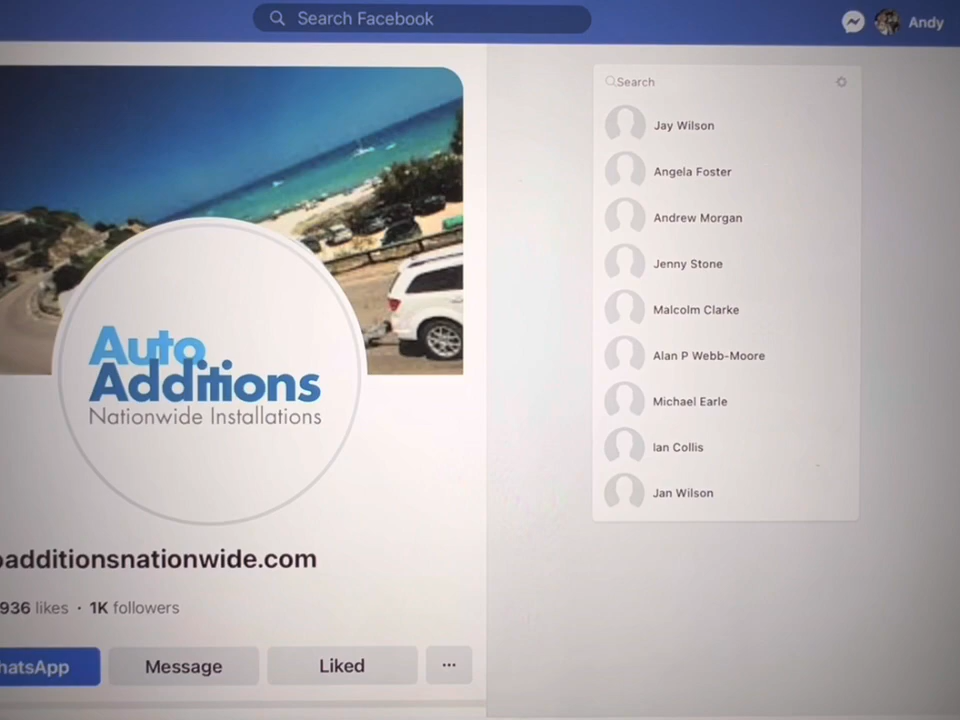 Search Facebook
Andy
Auto
Additions
Nationwide Installations
oadditionsnationwide.com
936 likes · 1K followers
hatsApp
Message
Liked
Search
Jay Wilson
Angela Foster
Andrew Morgan
Jenny Stone
Malcolm Clarke
Alan P Webb-Moore
Michael Earle
Ian Collis
Jan Wilson